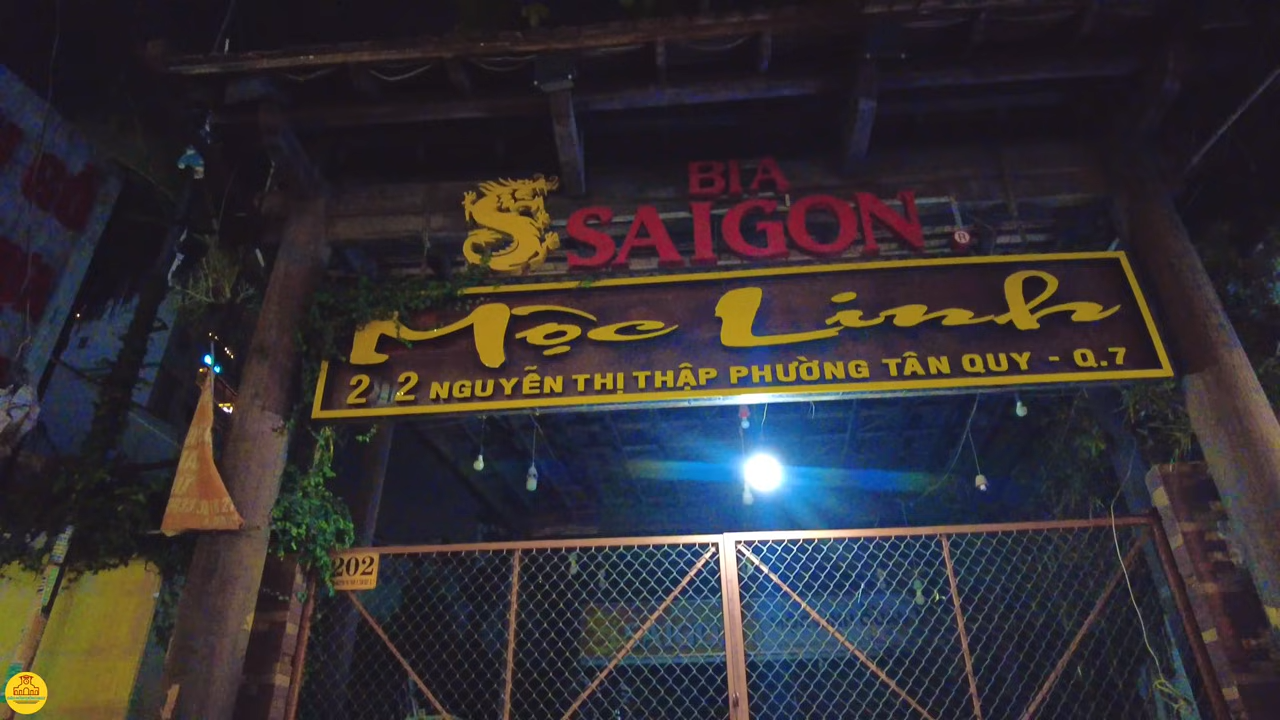 BIA
SAIGON
®
Mộc Linh
2 2 NGUYỄN THỊ THẬP PHƯỜNG TÂN QUY - Q.7
202